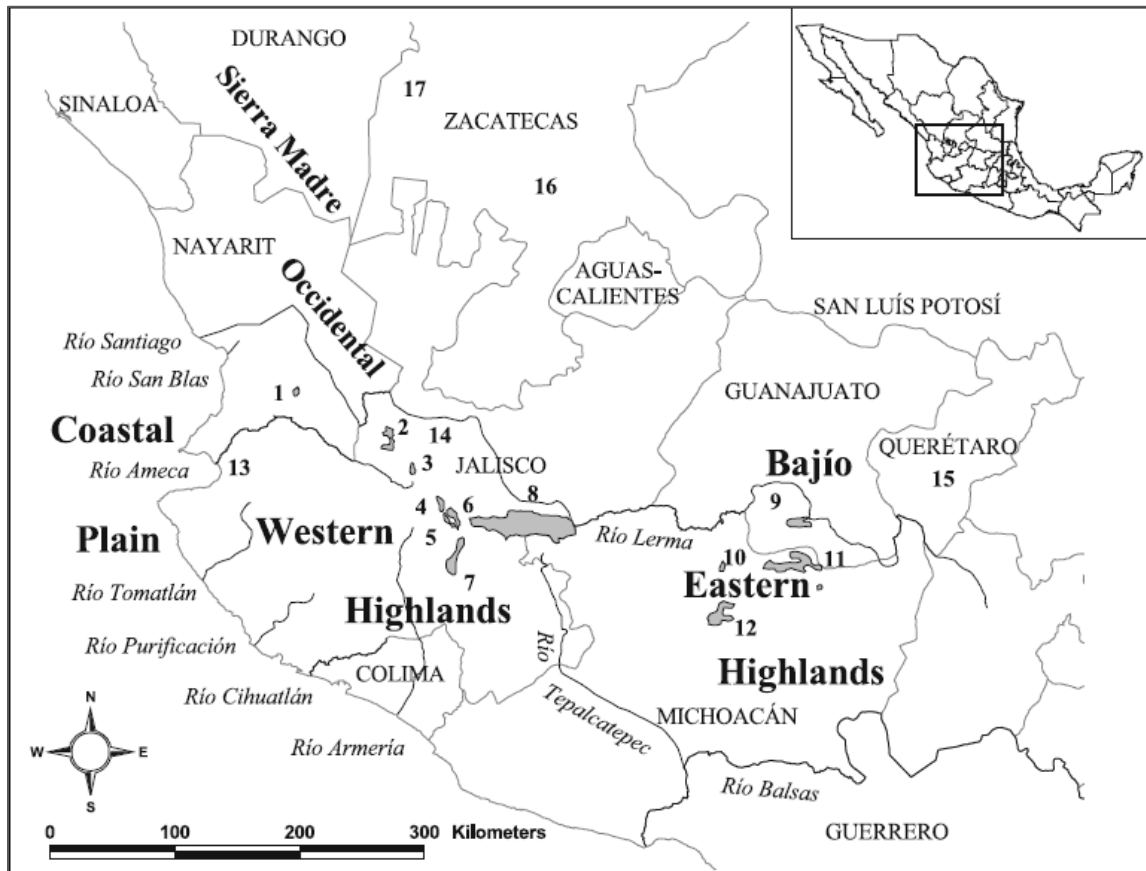 DURANGO
SINALOA
17
ZACATECAS
Sierra Madre
16
NAYARIT
Occidental
AGUAS-
CALIENTES
SAN LUÍS POTOSÍ
Río Santiago
Río San Blas
1
GUANAJUATO
Coastal
2
14
QUERÉTARO
Río Ameca
13
3
JALISCO
Bajío
15
8
4
6
9
Plain
Western
5
Río Lerma
10
11
7
Eastern
Río Tomatlán
Highlands
12
Río Purificación
Río
COLIMA
Highlands
Río Cihuatlán
Tepalcatepec
MICHOACÁN
Río Armería
Río Balsas
N
W
E
S
0
100
200
300
Kilometers
GUERRERO